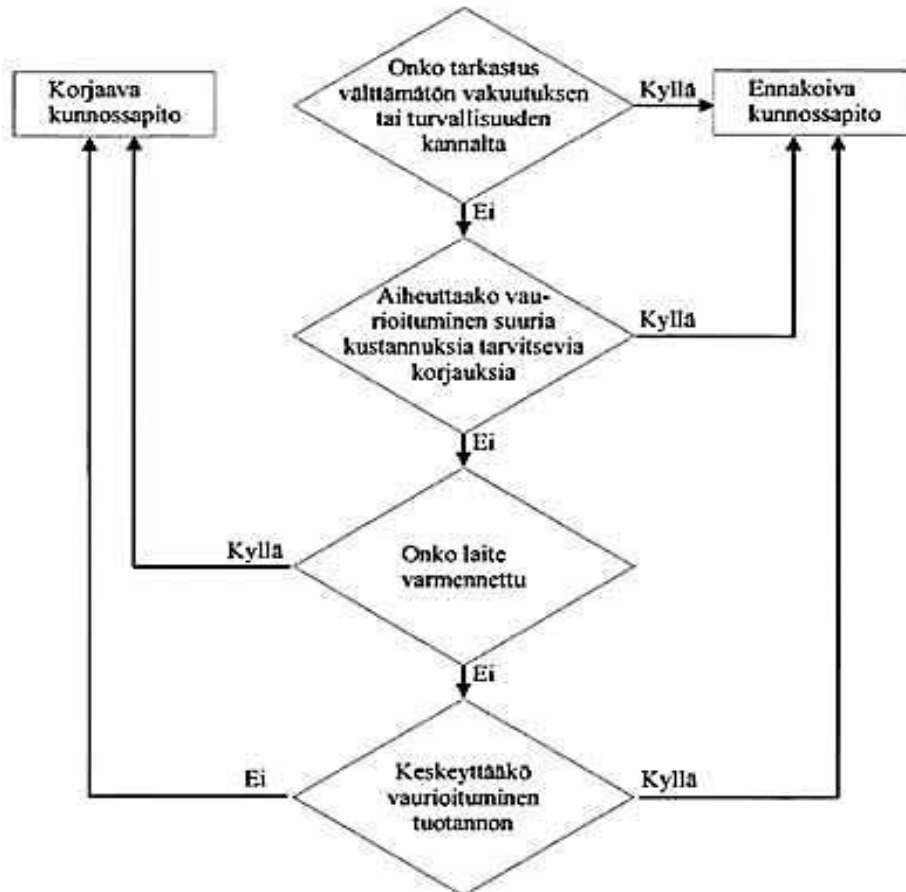 Korjaava
kunnossapito
Onko tarkastus
välttämätön vakuutuksen
tai turvallisuuden
kannalta
Kyllä
Ennakoiva
kunnossapito
Ei
Aiheuttaako vau-
rioituminen suuria
kustannuksia tarvitsevia
korjauksia
Kyllä
Ei
Kyllä
Onko laite
varmennettu
Ei
Ei
Keskeyttääkö
vaurioituminen
tuotannon
Kyllä